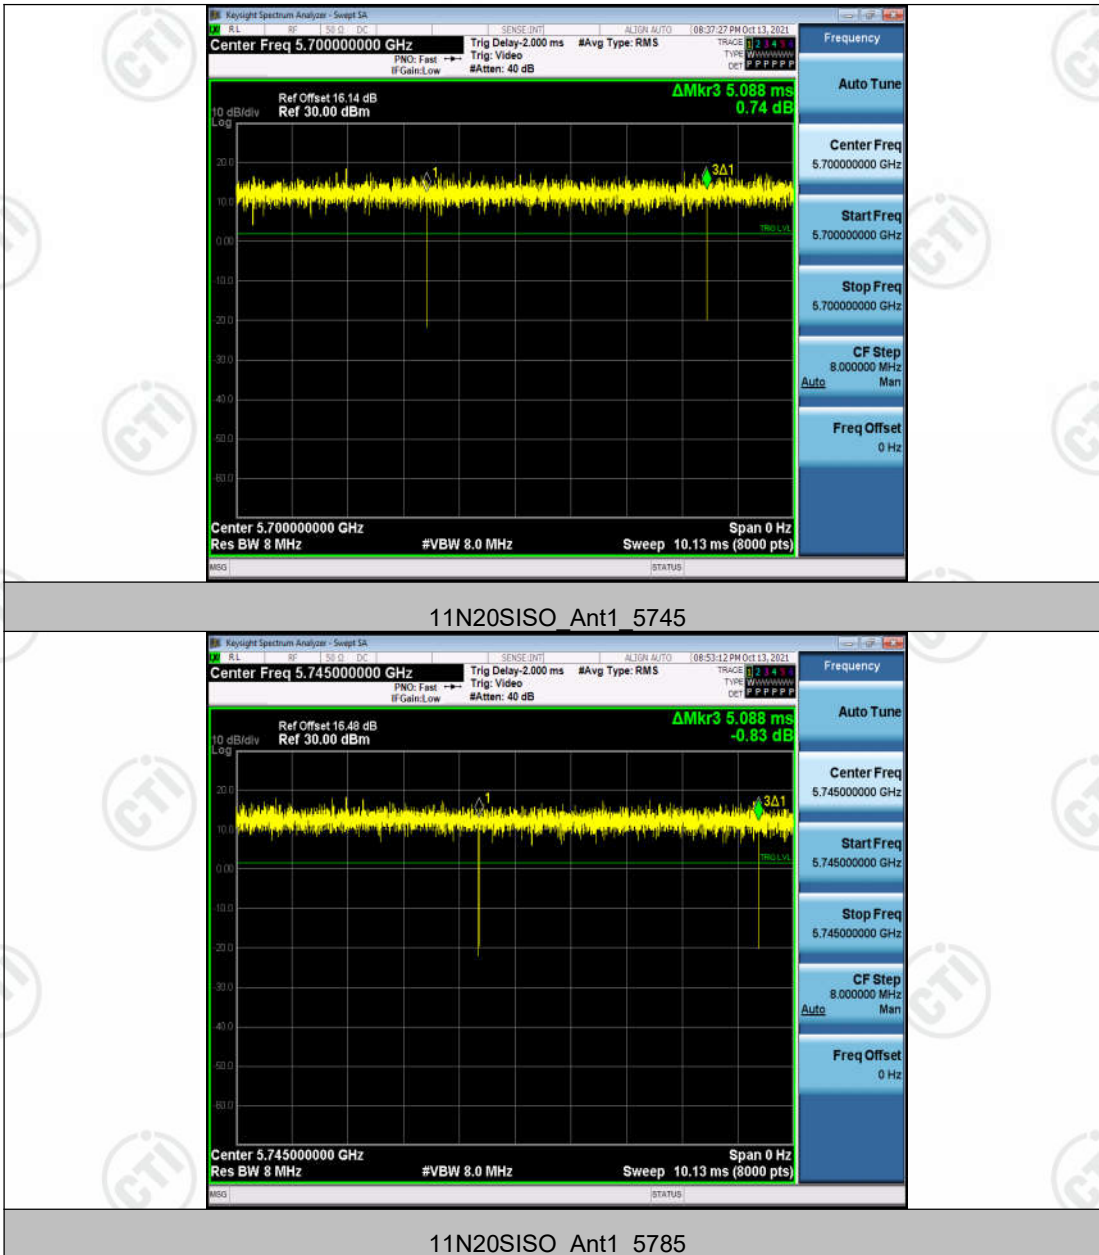 Keysight Spectrum Analyzer - Swept SA
RL RF 50 Ω DC SENSE:INT ALIGN AUTO 08:37:27 PM Oct 13, 2021
Center Freq 5.700000000 GHz
PNO: Fast
IFGain:Low
Trig Delay-2.000 ms
Trig: Video
#Atten: 40 dB
#Avg Type: RMS
TRACE 1 2 3 4 5 6
TYPE WWWWWW
DET P P P P P P
Ref Offset 16.14 dB
10 dB/div Ref 30.00 dBm
Log
ΔMkr3 5.088 ms
0.74 dB
20.0
10.0
0.00
-10.0
-20.0
-30.0
-40.0
-50.0
-60.0
1
3Δ1
TRIG LVL
Center 5.700000000 GHz Span 0 Hz
Res BW 8 MHz #VBW 8.0 MHz Sweep 10.13 ms (8000 pts)
MSG STATUS
Frequency
Auto Tune
Center Freq
5.700000000 GHz
Start Freq
5.700000000 GHz
Stop Freq
5.700000000 GHz
CF Step
8.000000 MHz
Auto Man
Freq Offset
0 Hz
11N20SISO_Ant1_5745
Keysight Spectrum Analyzer - Swept SA
RL RF 50 Ω DC SENSE:INT ALIGN AUTO 08:53:12 PM Oct 13, 2021
Center Freq 5.745000000 GHz
PNO: Fast
IFGain:Low
Trig Delay-2.000 ms
Trig: Video
#Atten: 40 dB
#Avg Type: RMS
TRACE 1 2 3 4 5 6
TYPE WWWWWW
DET P P P P P P
Ref Offset 16.48 dB
10 dB/div Ref 30.00 dBm
Log
ΔMkr3 5.088 ms
-0.83 dB
20.0
10.0
0.00
-10.0
-20.0
-30.0
-40.0
-50.0
-60.0
1
3Δ1
TRIG LVL
Center 5.745000000 GHz Span 0 Hz
Res BW 8 MHz #VBW 8.0 MHz Sweep 10.13 ms (8000 pts)
MSG STATUS
Frequency
Auto Tune
Center Freq
5.745000000 GHz
Start Freq
5.745000000 GHz
Stop Freq
5.745000000 GHz
CF Step
8.000000 MHz
Auto Man
Freq Offset
0 Hz
11N20SISO_Ant1_5785
CTI
CTI
CTI
CTI
CTI
CTI
CTI
CTI